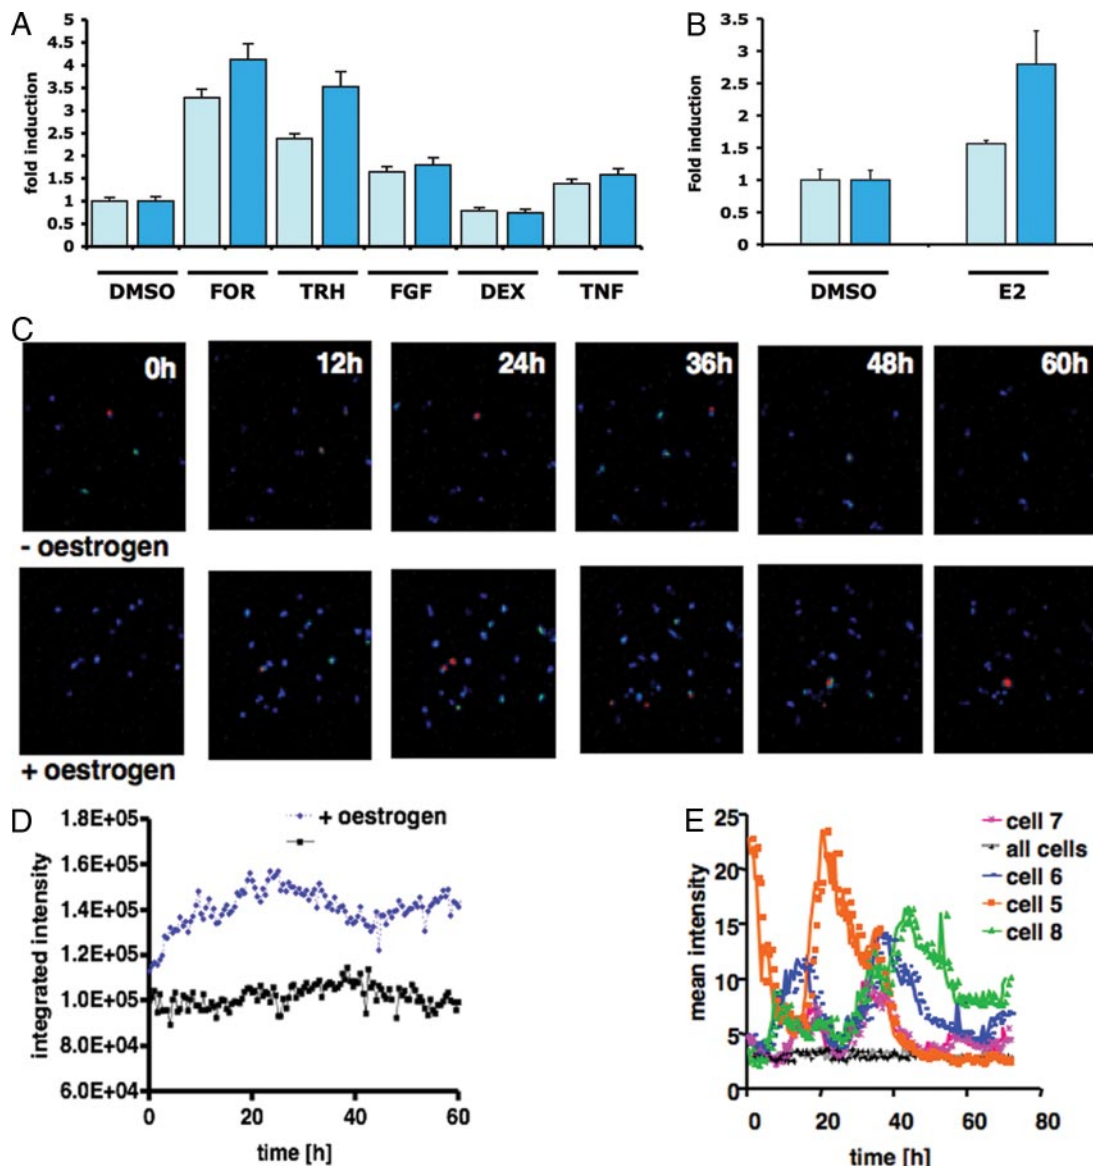 A
fold induction
5
4.5
4
3.5
3
2.5
2
1.5
1
0.5
0
DMSO FOR TRH FGF DEX TNF
B
Fold induction
3.5
3
2.5
2
1.5
1
0.5
0
DMSO E2
C
0h 12h 24h 36h 48h 60h
- oestrogen
+ oestrogen
D
+ oestrogen
integrated intensity
1.8E+05
1.6E+05
1.4E+05
1.2E+05
1.0E+05
8.0E+04
6.0E+04
0 20 40 60
time [h]
E
mean intensity
25
20
15
10
5
0
0 20 40 60 80
time [h]
cell 7
all cells
cell 6
cell 5
cell 8